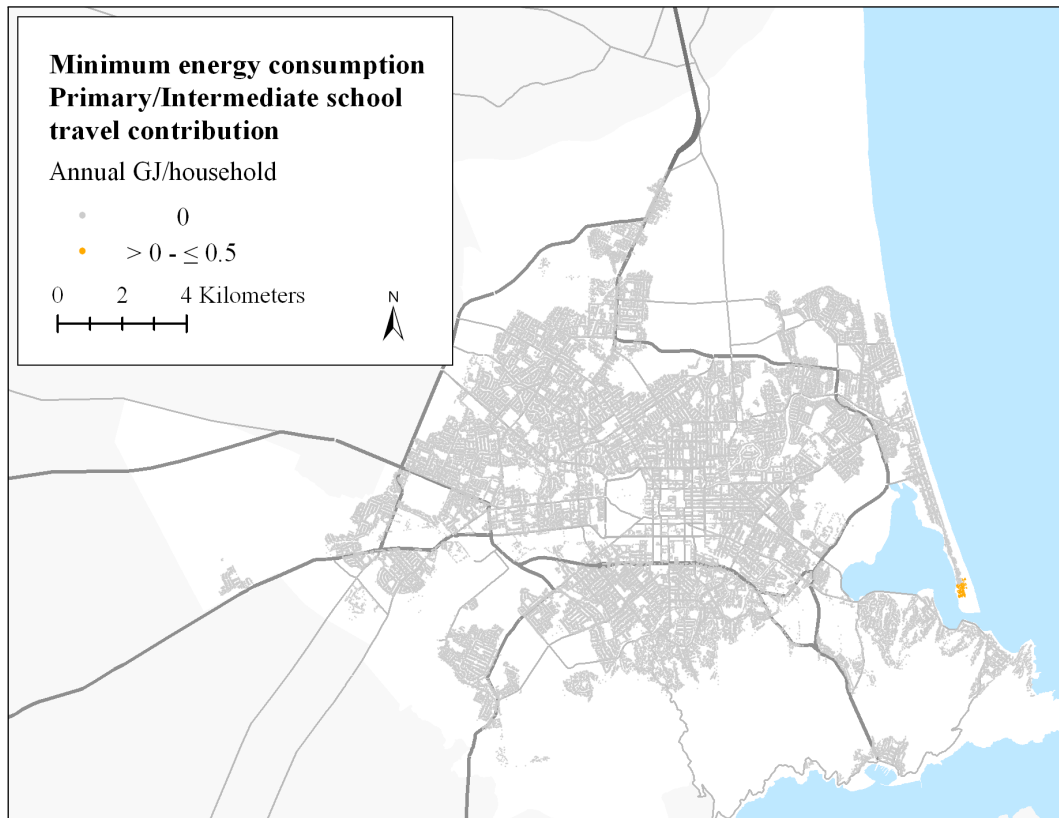 Minimum energy consumption
Primary/Intermediate school
travel contribution
Annual GJ/household
0
> 0 - ≤ 0.5
0 2 4 Kilometers
N